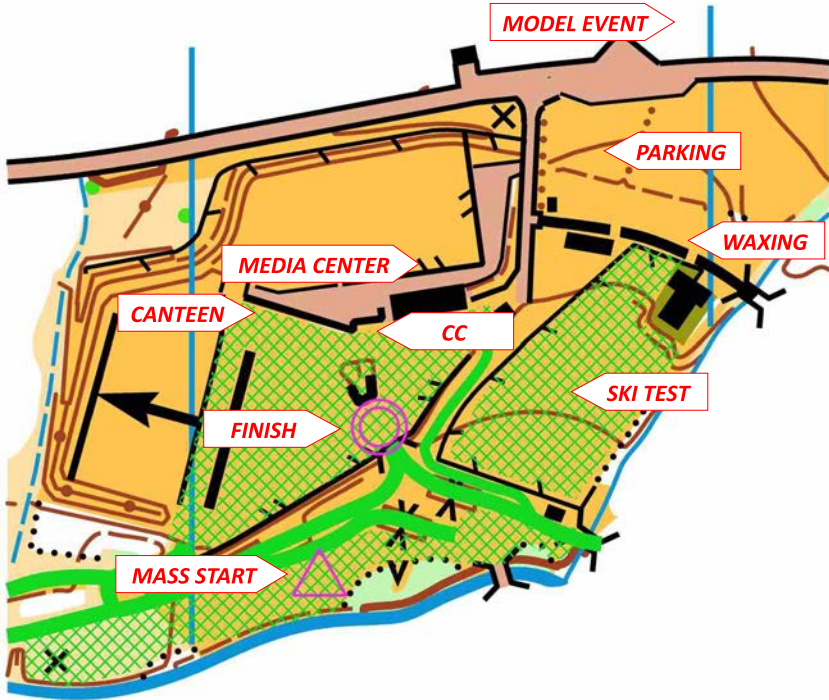 MODEL EVENT
PARKING
WAXING
MEDIA CENTER
CANTEEN
CC
SKI TEST
FINISH
MASS START